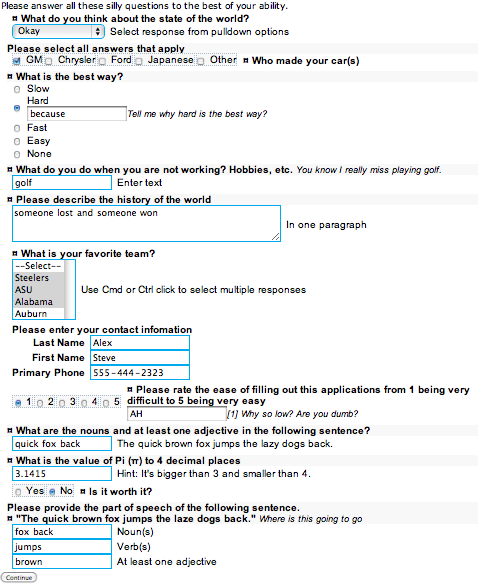 Please answer all these silly questions to the best of your ability.
¤ What do you think about the state of the world?
Okay Select response from pulldown options
Please select all answers that apply
GM Chrysler Ford Japanese Other ¤ Who made your car(s)
¤ What is the best way?
Slow
Hard
because Tell me why hard is the best way?
Fast
Easy
None
¤ What do you do when you are not working? Hobbies, etc. You know I really miss playing golf.
golf Enter text
¤ Please describe the history of the world
someone lost and someone won
In one paragraph
¤ What is your favorite team?
--Select--
Steelers
ASU
Alabama
Auburn
Use Cmd or Ctrl click to select multiple responses
Please enter your contact infomation
Last Name Alex
First Name Steve
Primary Phone 555-444-2323
1 2 3 4 5 ¤ Please rate the ease of filling out this applications from 1 being very
difficult to 5 being very easy
AH [1] Why so low? Are you dumb?
¤ What are the nouns and at least one adjective in the following sentence?
quick fox back The quick brown fox jumps the lazy dogs back.
¤ What is the value of Pi (π) to 4 decimal places
3.1415 Hint: It's bigger than 3 and smaller than 4.
Yes No ¤ Is it worth it?
Please provide the part of speech of the following sentence.
¤ "The quick brown fox jumps the laze dogs back." Where is this going to go
fox back Noun(s)
jumps Verb(s)
brown At least one adjective
Continue